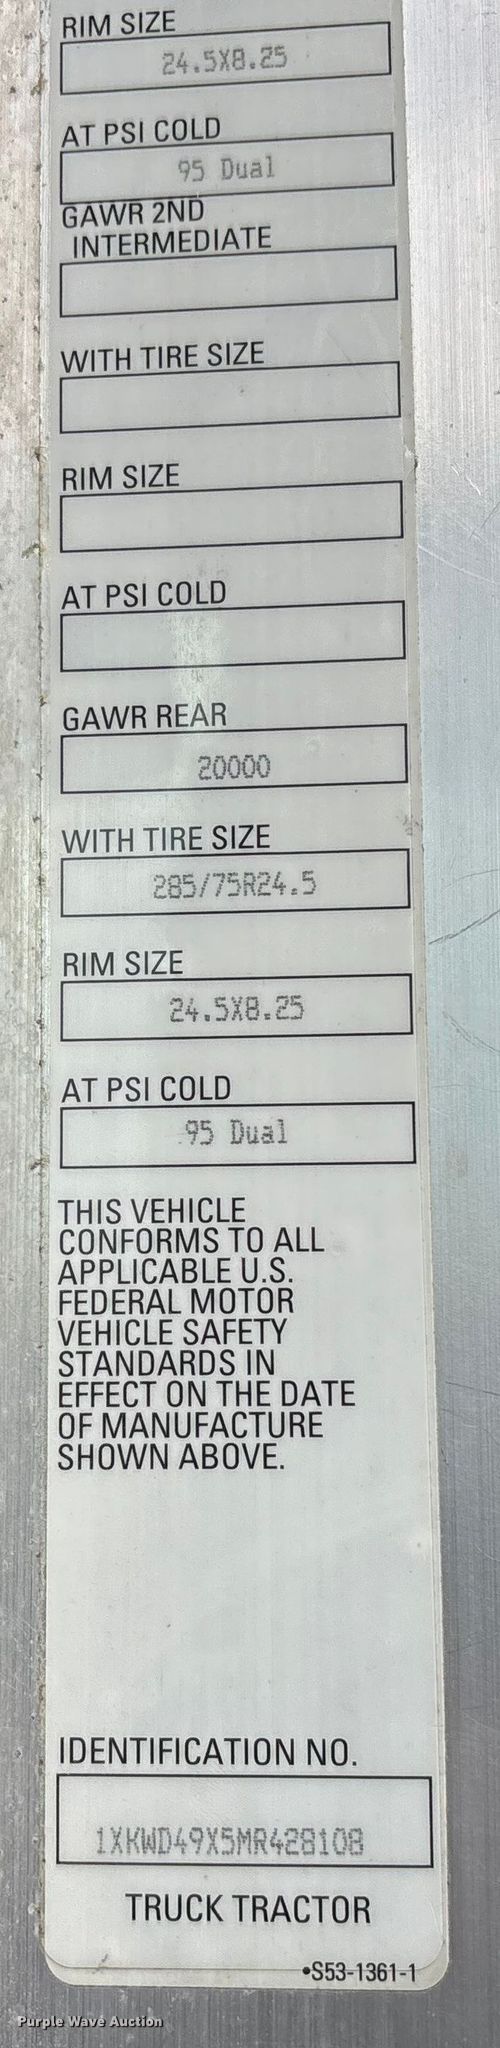 RIM SIZE
24.5X8.25
AT PSI COLD
95 Dual
GAWR 2ND
INTERMEDIATE
WITH TIRE SIZE
RIM SIZE
AT PSI COLD
GAWR REAR
20000
WITH TIRE SIZE
285/75R24.5
RIM SIZE
24.5X8.25
AT PSI COLD
95 Dual
THIS VEHICLE
CONFORMS TO ALL
APPLICABLE U.S.
FEDERAL MOTOR
VEHICLE SAFETY
STANDARDS IN
EFFECT ON THE DATE
OF MANUFACTURE
SHOWN ABOVE.
IDENTIFICATION NO.
1XKWD49X5MR428108
TRUCK TRACTOR
•S53-1361-1
Purple Wave Auction